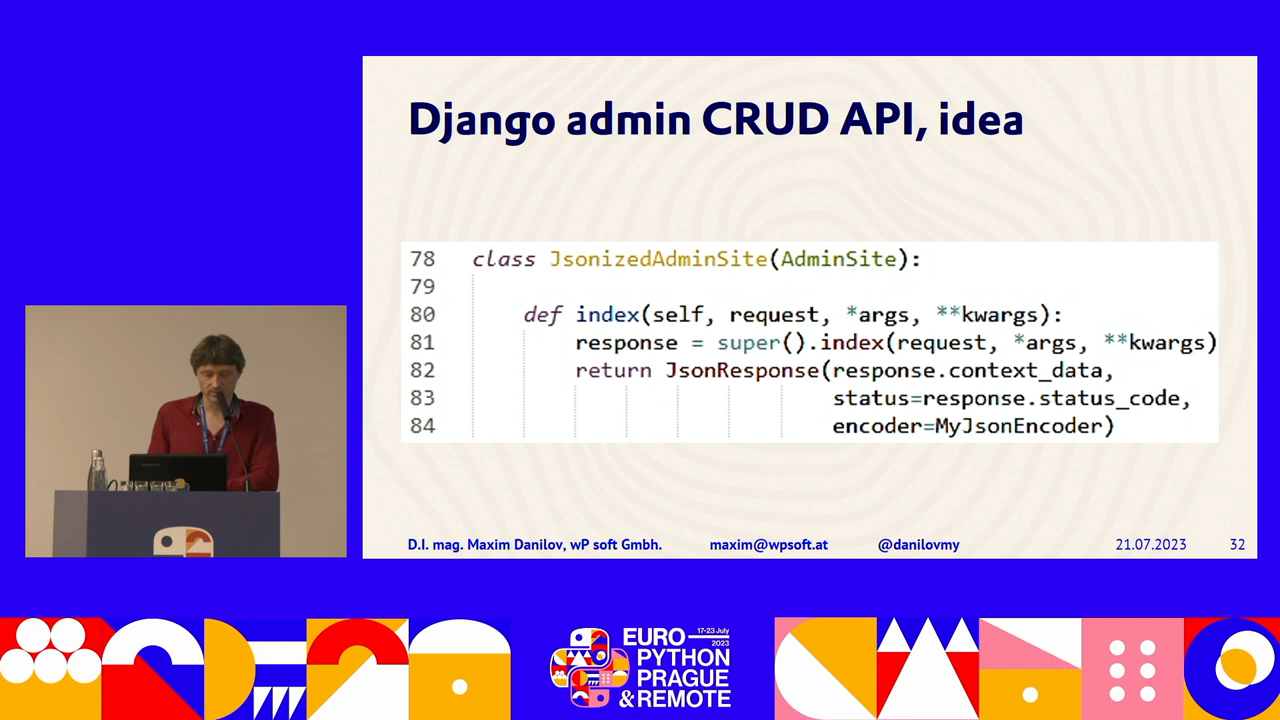 Django admin CRUD API, idea
78 class JsonizedAdminSite(AdminSite):
79
80 def index(self, request, *args, **kwargs):
81 response = super().index(request, *args, **kwargs)
82 return JsonResponse(response.context_data,
83 status=response.status_code,
84 encoder=MyJsonEncoder)
D.I. mag. Maxim Danilov, wP soft Gmbh. maxim@wpsoft.at @danilovmy 21.07.2023 32
EURO 17-23 July 2023
PYTHON
PRAGUE
& REMOTE